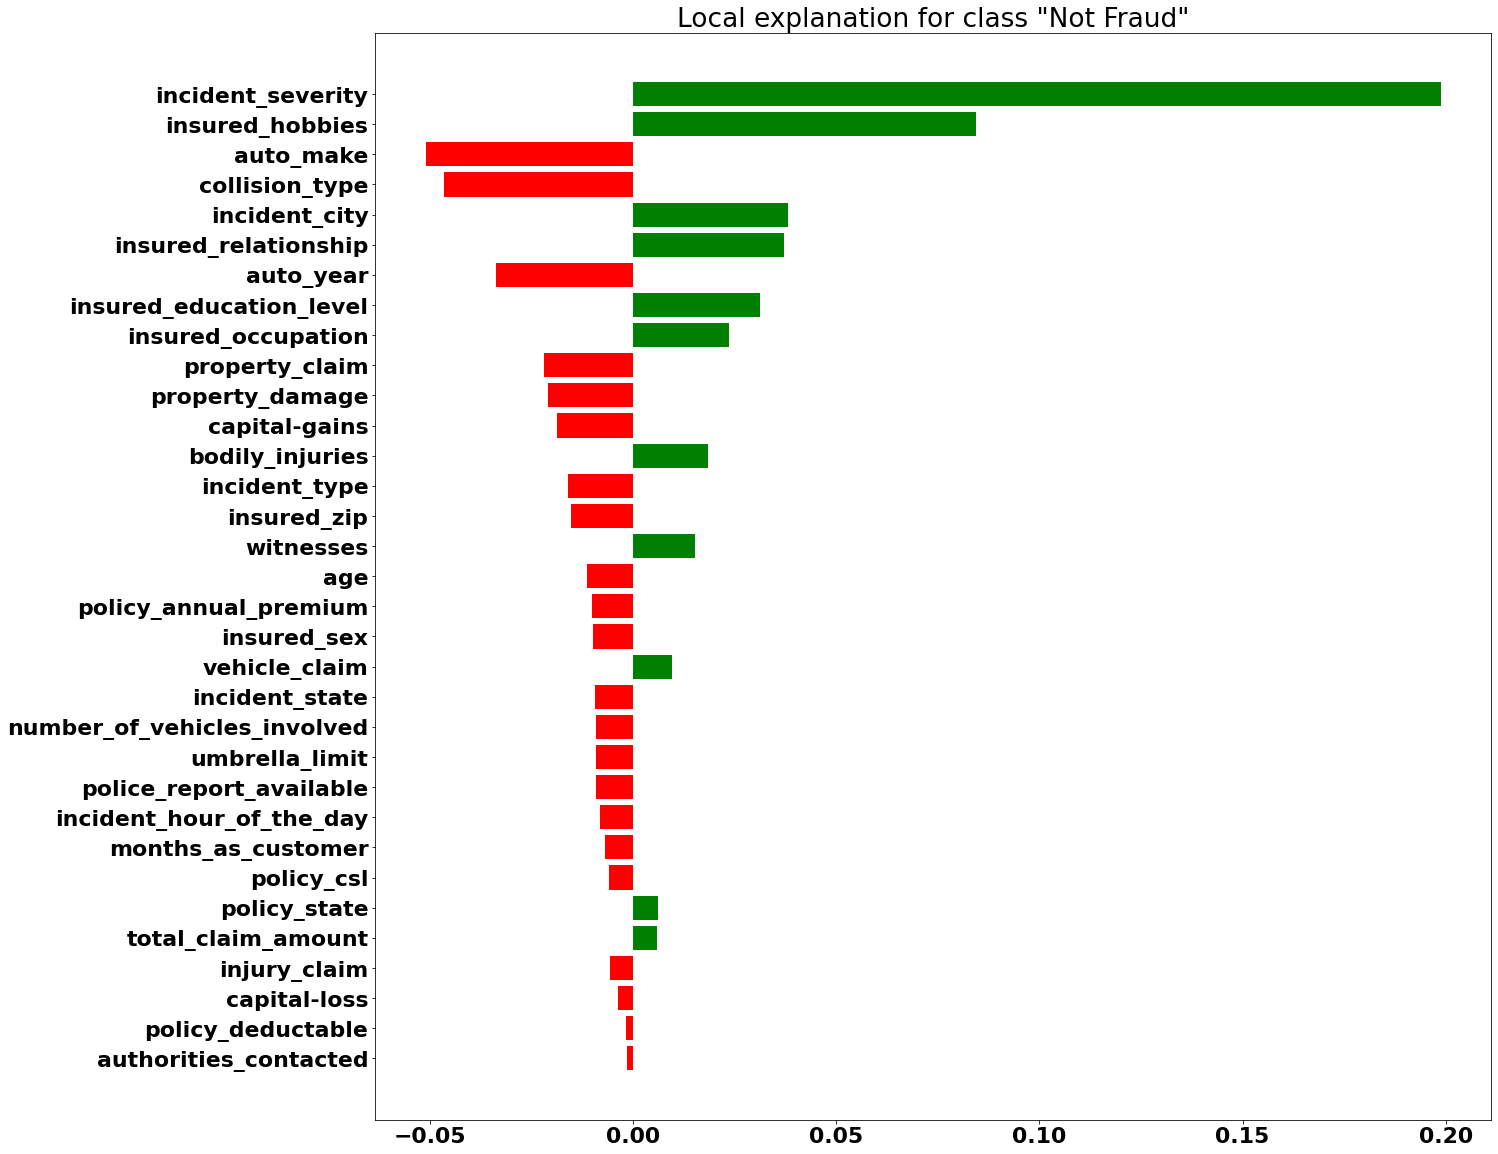 Local explanation for class "Not Fraud"
incident_severity
insured_hobbies
auto_make
collision_type
incident_city
insured_relationship
auto_year
insured_education_level
insured_occupation
property_claim
property_damage
capital-gains
bodily_injuries
incident_type
insured_zip
witnesses
age
policy_annual_premium
insured_sex
vehicle_claim
incident_state
number_of_vehicles_involved
umbrella_limit
police_report_available
incident_hour_of_the_day
months_as_customer
policy_csl
policy_state
total_claim_amount
injury_claim
capital-loss
policy_deductable
authorities_contacted
−0.05 0.00 0.05 0.10 0.15 0.20